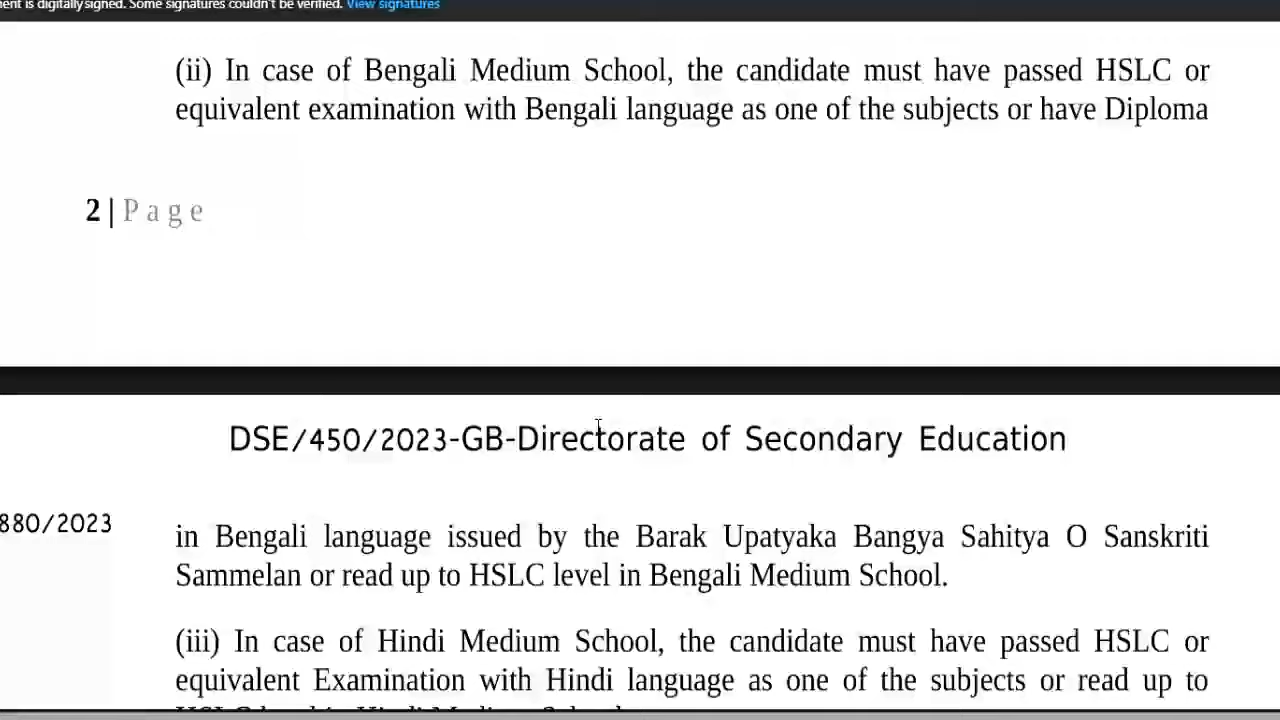 ent is digitally signed. Some signatures couldn't be verified. View signatures
(ii) In case of Bengali Medium School, the candidate must have passed HSLC or
equivalent examination with Bengali language as one of the subjects or have Diploma
2 | P a g e
DSE/450/2023-GB-Directorate of Secondary Education
880/2023
in Bengali language issued by the Barak Upatyaka Bangya Sahitya O Sanskriti
Sammelan or read up to HSLC level in Bengali Medium School.
(iii) In case of Hindi Medium School, the candidate must have passed HSLC or
equivalent Examination with Hindi language as one of the subjects or read up to